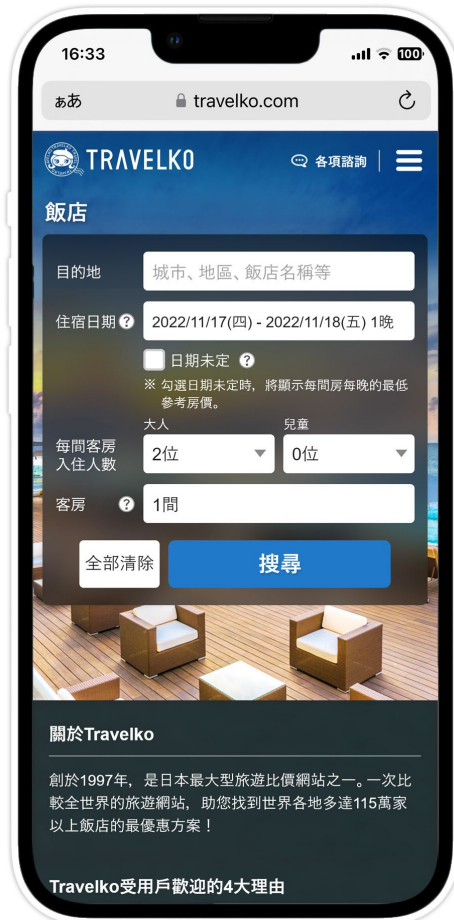 16:33
100
ぁあ
travelko.com
TRAVELKO
各項諮詢
飯店
目的地
城市、地區、飯店名稱等
住宿日期 ?
2022/11/17(四) - 2022/11/18(五) 1晚
日期未定 ?
※ 勾選日期未定時，將顯示每間房每晚的最低
參考房價。
大人
兒童
每間客房
入住人數
2位
0位
客房 ?
1間
全部清除
搜尋
關於Travelko
創於1997年，是日本最大型旅遊比價網站之一。一次比
較全世界的旅遊網站，助您找到世界各地多達115萬家
以上飯店的最優惠方案！
Travelko受用戶歡迎的4大理由